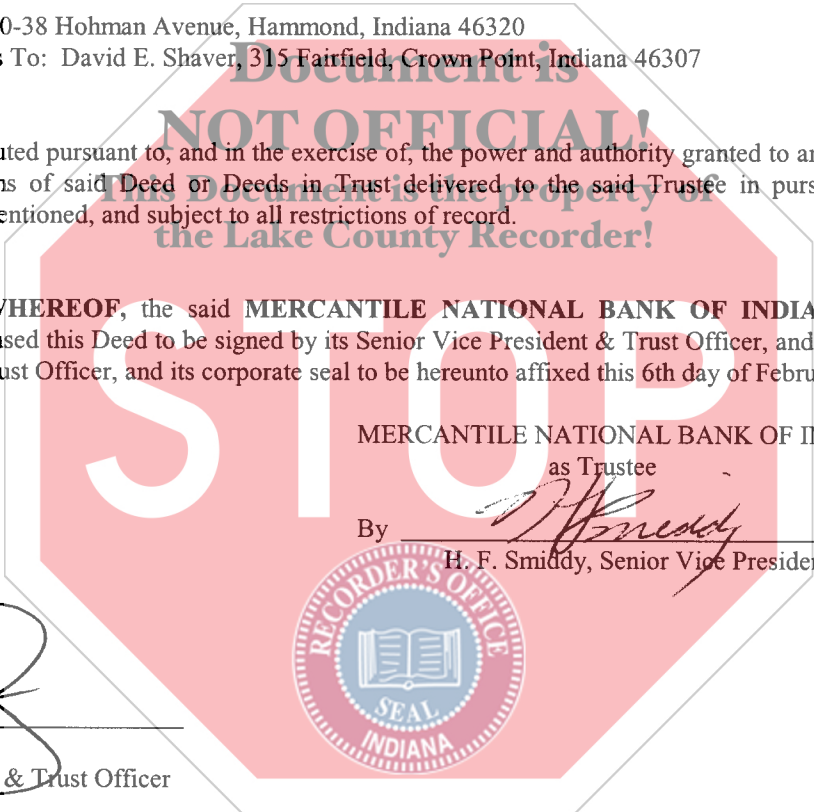 0-38 Hohman Avenue, Hammond, Indiana 46320
s To: David E. Shaver, 315 Fairfield, Crown Point, Indiana 46307
Document is
NOT OFFICIAL!
uted pursuant to, and in the exercise of, the power and authority granted to an
ns of said Deed or Deeds in Trust delivered to the said Trustee in purs
This Document is the property of
entioned, and subject to all restrictions of record.
the Lake County Recorder!
WHEREOF, the said MERCANTILE NATIONAL BANK OF INDIA
used this Deed to be signed by its Senior Vice President & Trust Officer, and
ust Officer, and its corporate seal to be hereunto affixed this 6th day of Febru
STOP
MERCANTILE NATIONAL BANK OF IN
as Trustee
By
H. F. Smiddy, Senior Vice Presiden
RECORDER'S OFFICE
SEAL
INDIANA
& Trust Officer